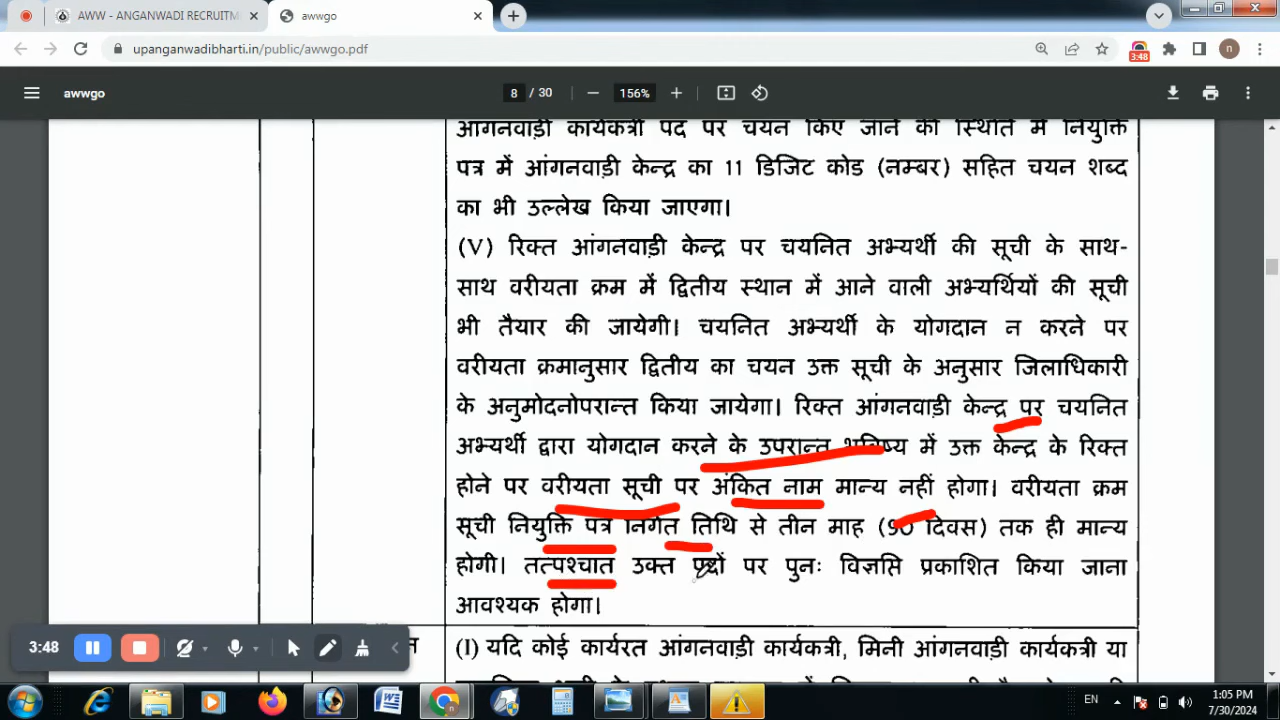 AWW - ANGANWADI RECRUITM
awwgo
upanganwadibharti.in/public/awwgo.pdf
3:48
n
awwgo
8 / 30
156%
आंगनवाड़ी कार्यकत्री पद पर चयन किए जाने की स्थिति में नियुक्ति
पत्र में आंगनवाड़ी केन्द्र का 11 डिजिट कोड (नम्बर) सहित चयन शब्द
का भी उल्लेख किया जाएगा।
(V) रिक्त आंगनवाड़ी केन्द्र पर चयनित अभ्यर्थी की सूची के साथ-
साथ वरीयता क्रम में द्वितीय स्थान में आने वाली अभ्यर्थियों की सूची
भी तैयार की जायेगी। चयनित अभ्यर्थी के योगदान न करने पर
वरीयता क्रमानुसार द्वितीय का चयन उक्त सूची के अनुसार जिलाधिकारी
के अनुमोदनोपरान्त किया जायेगा। रिक्त आंगनवाड़ी केन्द्र पर चयनित
अभ्यर्थी द्वारा योगदान करने के उपरान्त भविष्य में उक्त केन्द्र के रिक्त
होने पर वरीयता सूची पर अंकित नाम मान्य नहीं होगा। वरीयता क्रम
सूची नियुक्ति पत्र निर्गत तिथि से तीन माह (90 दिवस) तक ही मान्य
होगी। तत्पश्चात उक्त पदों पर पुनः विज्ञप्ति प्रकाशित किया जाना
आवश्यक होगा।
3:48
न
(I) यदि कोई कार्यरत आंगनवाड़ी कार्यकत्री, मिनी आंगनवाड़ी कार्यकत्री या
EN
1:05 PM
7/30/2024